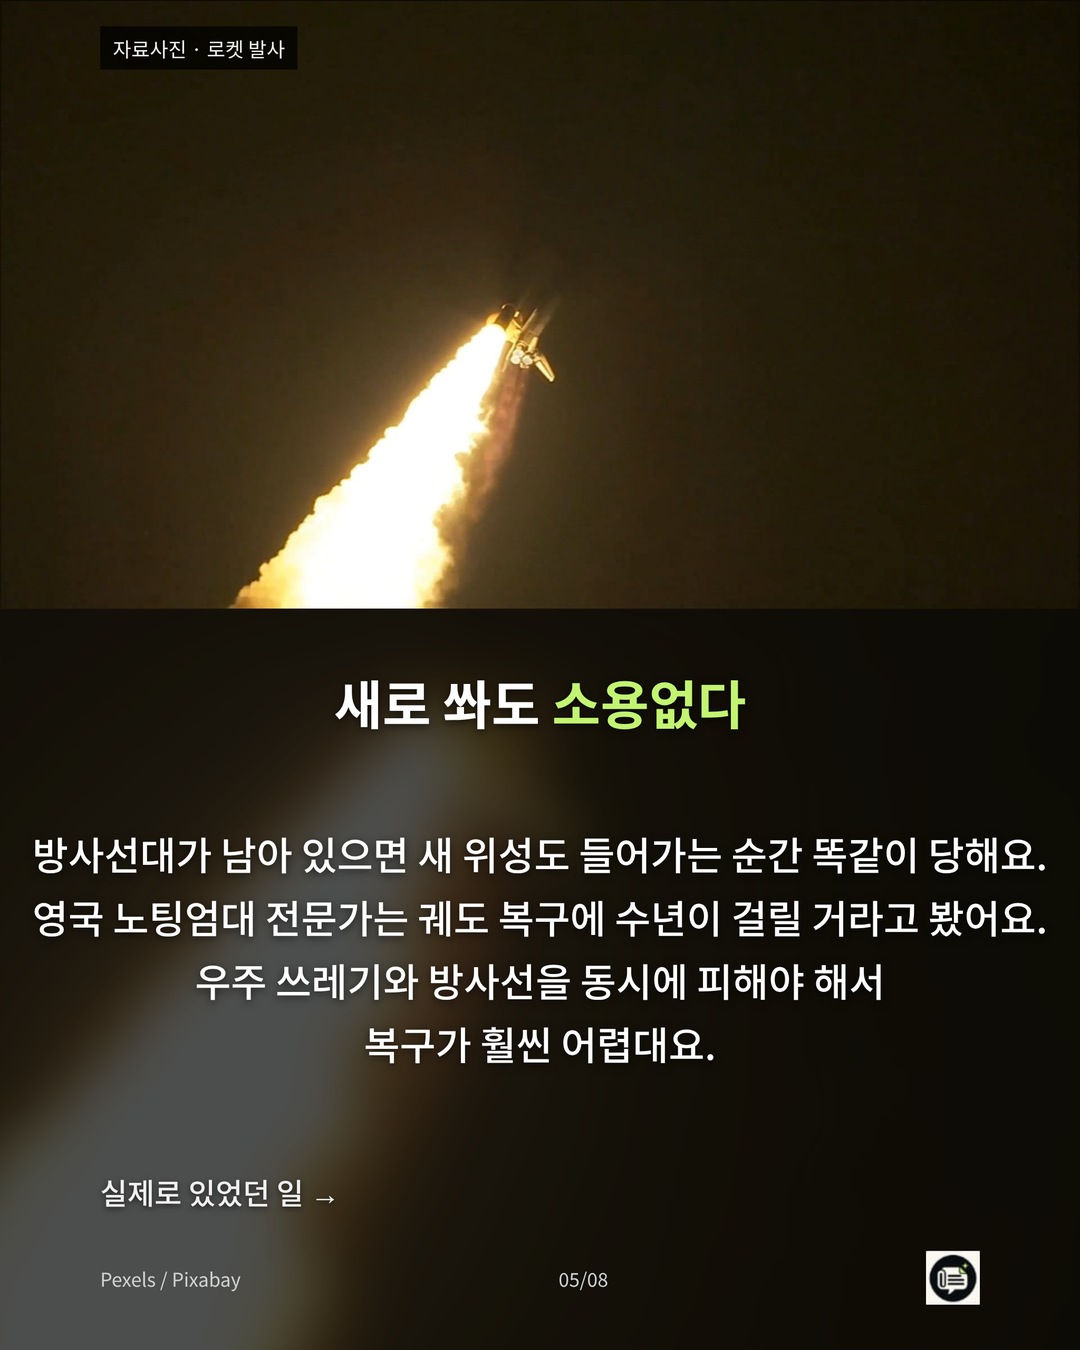 자료사진 · 로켓 발사
새로 쏴도 소용없다
방사선대가 남아 있으면 새 위성도 들어가는 순간 똑같이 당해요.
영국 노팅엄대 전문가는 궤도 복구에 수년이 걸릴 거라고 봤어요.
우주 쓰레기와 방사선을 동시에 피해야 해서
복구가 훨씬 어렵대요.
실제로 있었던 일 →
Pexels / Pixabay
05/08